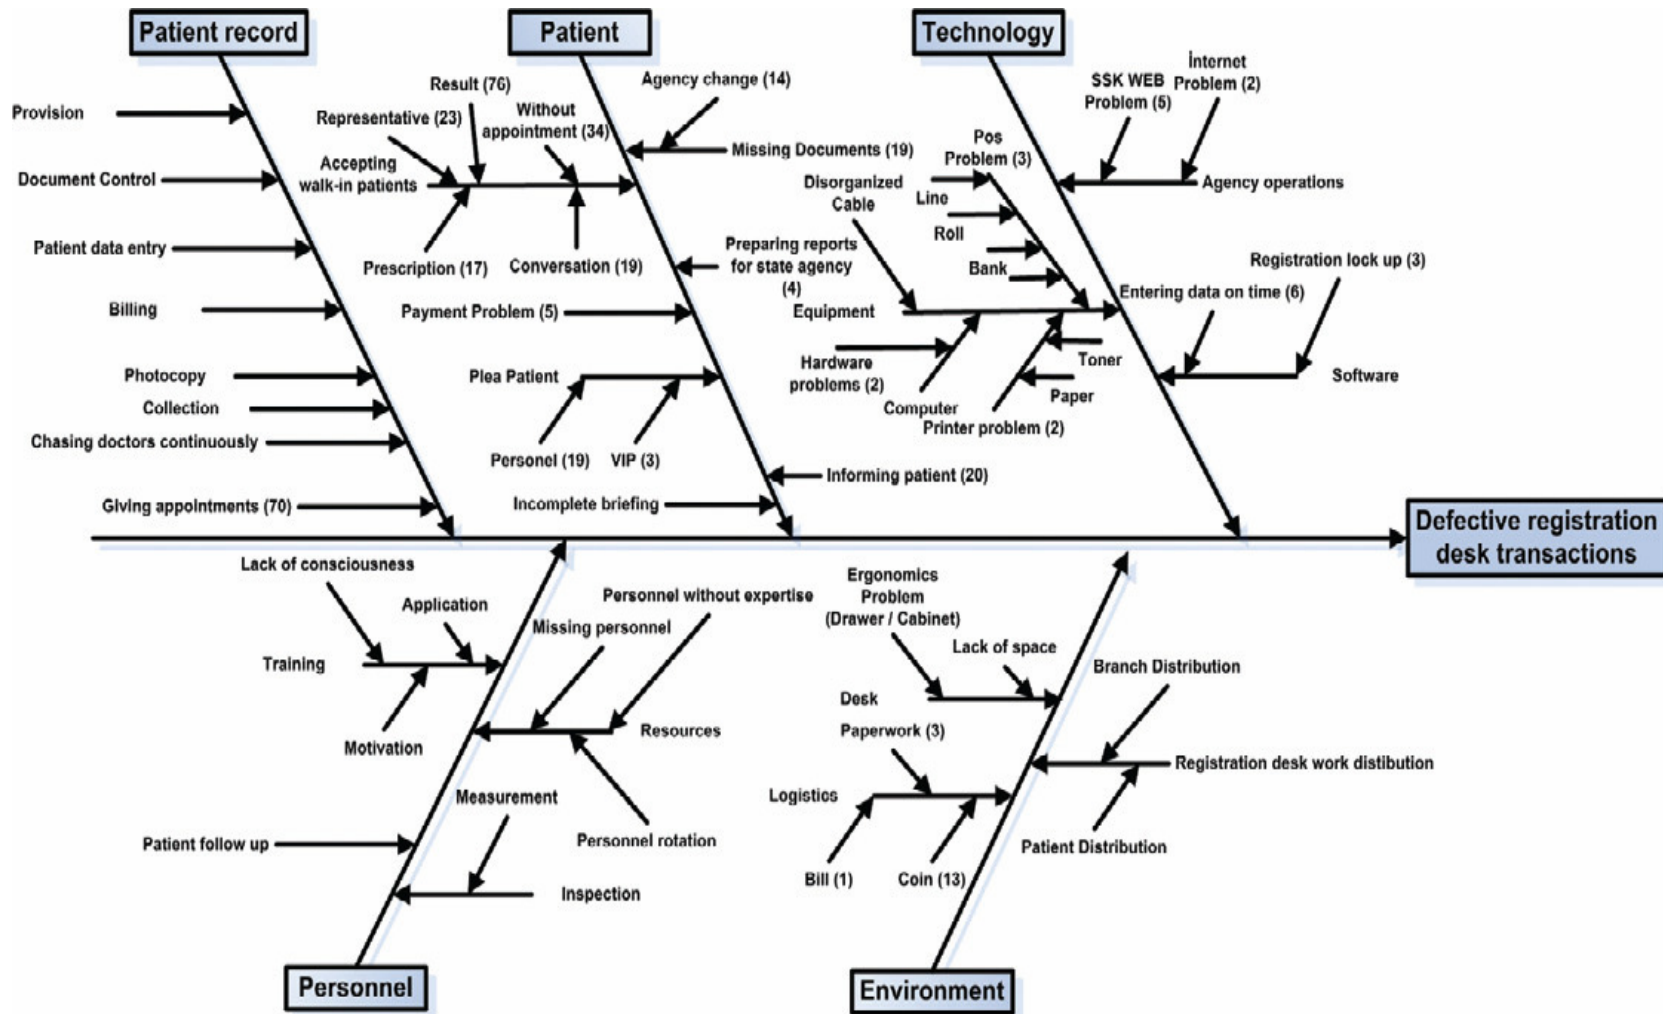 Patient record
Patient
Technology
Provision
Document Control
Patient data entry
Billing
Photocopy
Collection
Chasing doctors continuously
Giving appointments (70)
Result (76)
Representative (23)
Without
appointment (34)
Accepting
walk-in patients
Prescription (17)
Conversation (19)
Agency change (14)
Missing Documents (19)
Preparing reports
for state agency
(4)
Payment Problem (5)
Plea Patient
Personel (19)
VIP (3)
Informing patient (20)
Incomplete briefing
SSK WEB
Problem (5)
İnternet
Problem (2)
Agency operations
Pos
Problem (3)
Line
Roll
Bank
Disorganized
Cable
Equipment
Hardware
problems (2)
Computer
Printer problem (2)
Toner
Paper
Registration lock up (3)
Entering data on time (6)
Software
Defective registration
desk transactions
Lack of consciousness
Application
Training
Motivation
Personnel without expertise
Missing personnel
Resources
Personnel rotation
Measurement
Patient follow up
Inspection
Personnel
Ergonomics
Problem
(Drawer / Cabinet)
Lack of space
Desk
Branch Distribution
Paperwork (3)
Registration desk work distibution
Logistics
Patient Distribution
Bill (1)
Coin (13)
Environment